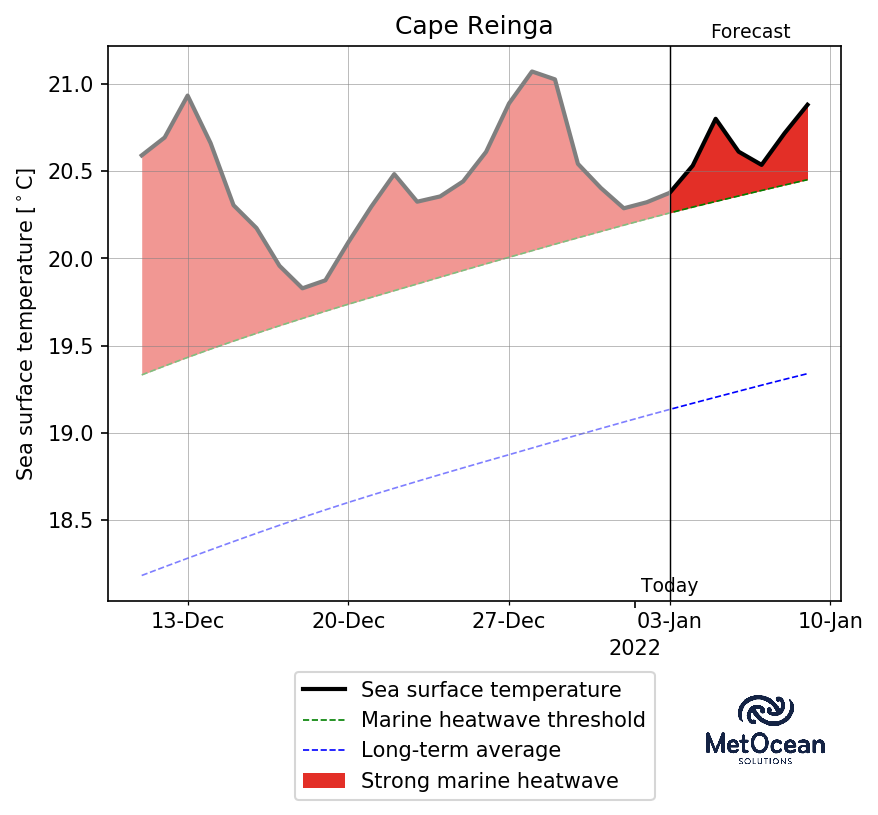 Cape Reinga
Forecast
Sea surface temperature [°C]
21.0
20.5
20.0
19.5
19.0
18.5
Today
13-Dec 20-Dec 27-Dec 03-Jan 10-Jan
2022
Sea surface temperature
Marine heatwave threshold
Long-term average
Strong marine heatwave
MetOcean
SOLUTIONS